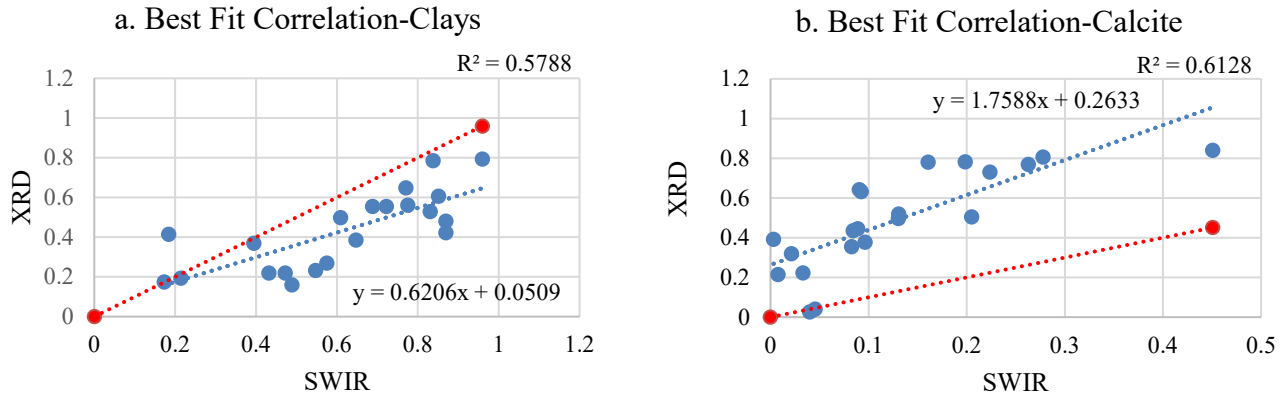 a. Best Fit Correlation-Clays
R² = 0.5788
1.2
1
0.8
0.6
0.4
0.2
0
XRD
y = 0.6206x + 0.0509
0 0.2 0.4 0.6 0.8 1 1.2
SWIR
b. Best Fit Correlation-Calcite
R² = 0.6128
1.2
1
0.8
0.6
0.4
0.2
0
XRD
y = 1.7588x + 0.2633
0 0.1 0.2 0.3 0.4 0.5
SWIR